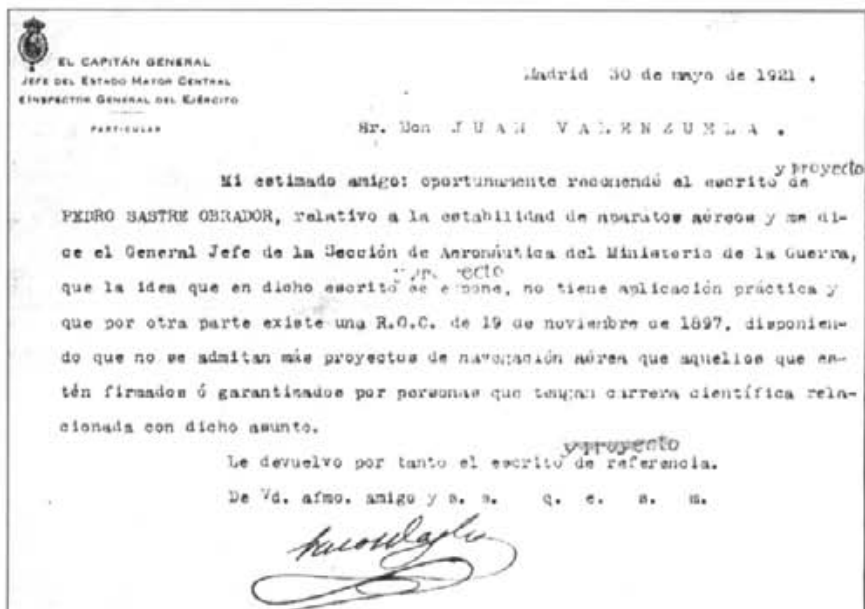 EL CAPITÁN GENERAL
JEFE DEL ESTADO MAYOR CENTRAL
E INSPECTOR GENERAL DEL EJÉRCITO
PARTICULAR
Madrid 30 de mayo de 1921 .
Sr. Don JUAN VALENZUELA .
y proyecto
Mi estimado amigo: oportunamente recomendé el escrito de
PEDRO SASTRE OBRADOR, relativo a la estabilidad de aparatos aéreos y me di-
ce el General Jefe de la Sección de Aeronáutica del Ministerio de la Guerra,
y proyecto
que la idea que en dicho escrito se expone, no tiene aplicación práctica y
que por otra parte existe una R.O.C. de 19 de noviembre de 1897, disponien-
do que no se admitan más proyectos de navegación aérea que aquellos que es-
tén firmados ó garantizados por personas que tengan carrera científica rela-
cionada con dicho asunto.
y proyecto
Le devuelvo por tanto el escrito de referencia.
De Vd. afmo. amigo y s. s. q. e. s. m.